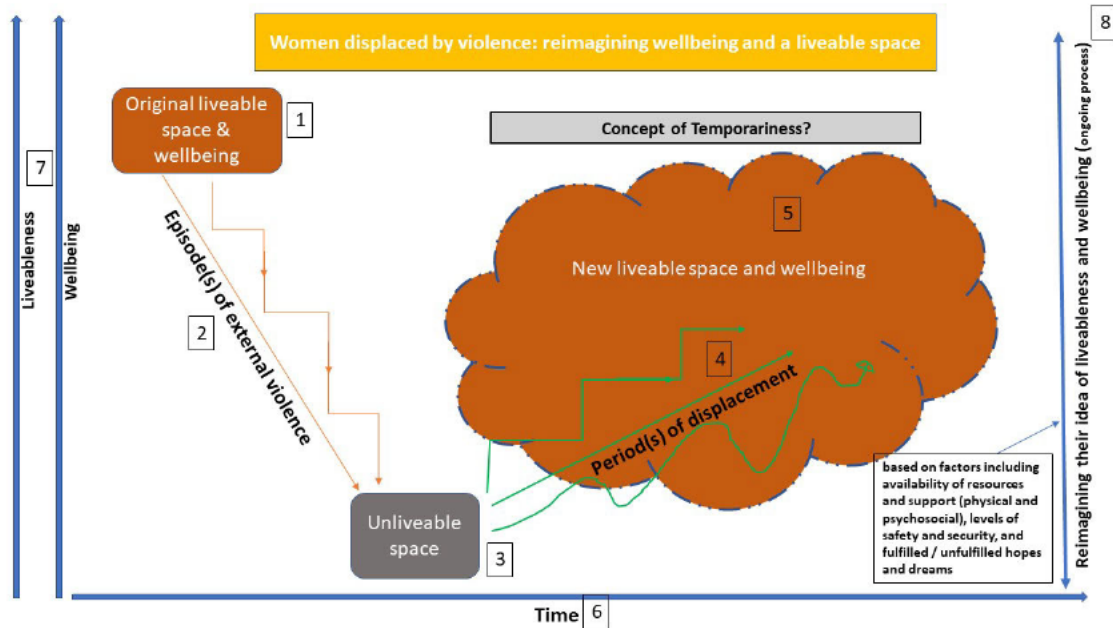 Women displaced by violence: reimagining wellbeing and a liveable space
8
Original liveable
space &
wellbeing
1
Concept of Temporariness?
7
Liveableness
Wellbeing
Episode(s) of external violence
2
5
New liveable space and wellbeing
4
Period(s) of displacement
Unliveable
space
3
based on factors including
availability of resources
and support (physical and
psychosocial), levels of
safety and security, and
fulfilled / unfulfilled hopes
and dreams
Reimagining their idea of liveableness and wellbeing (ongoing process)
Time
6